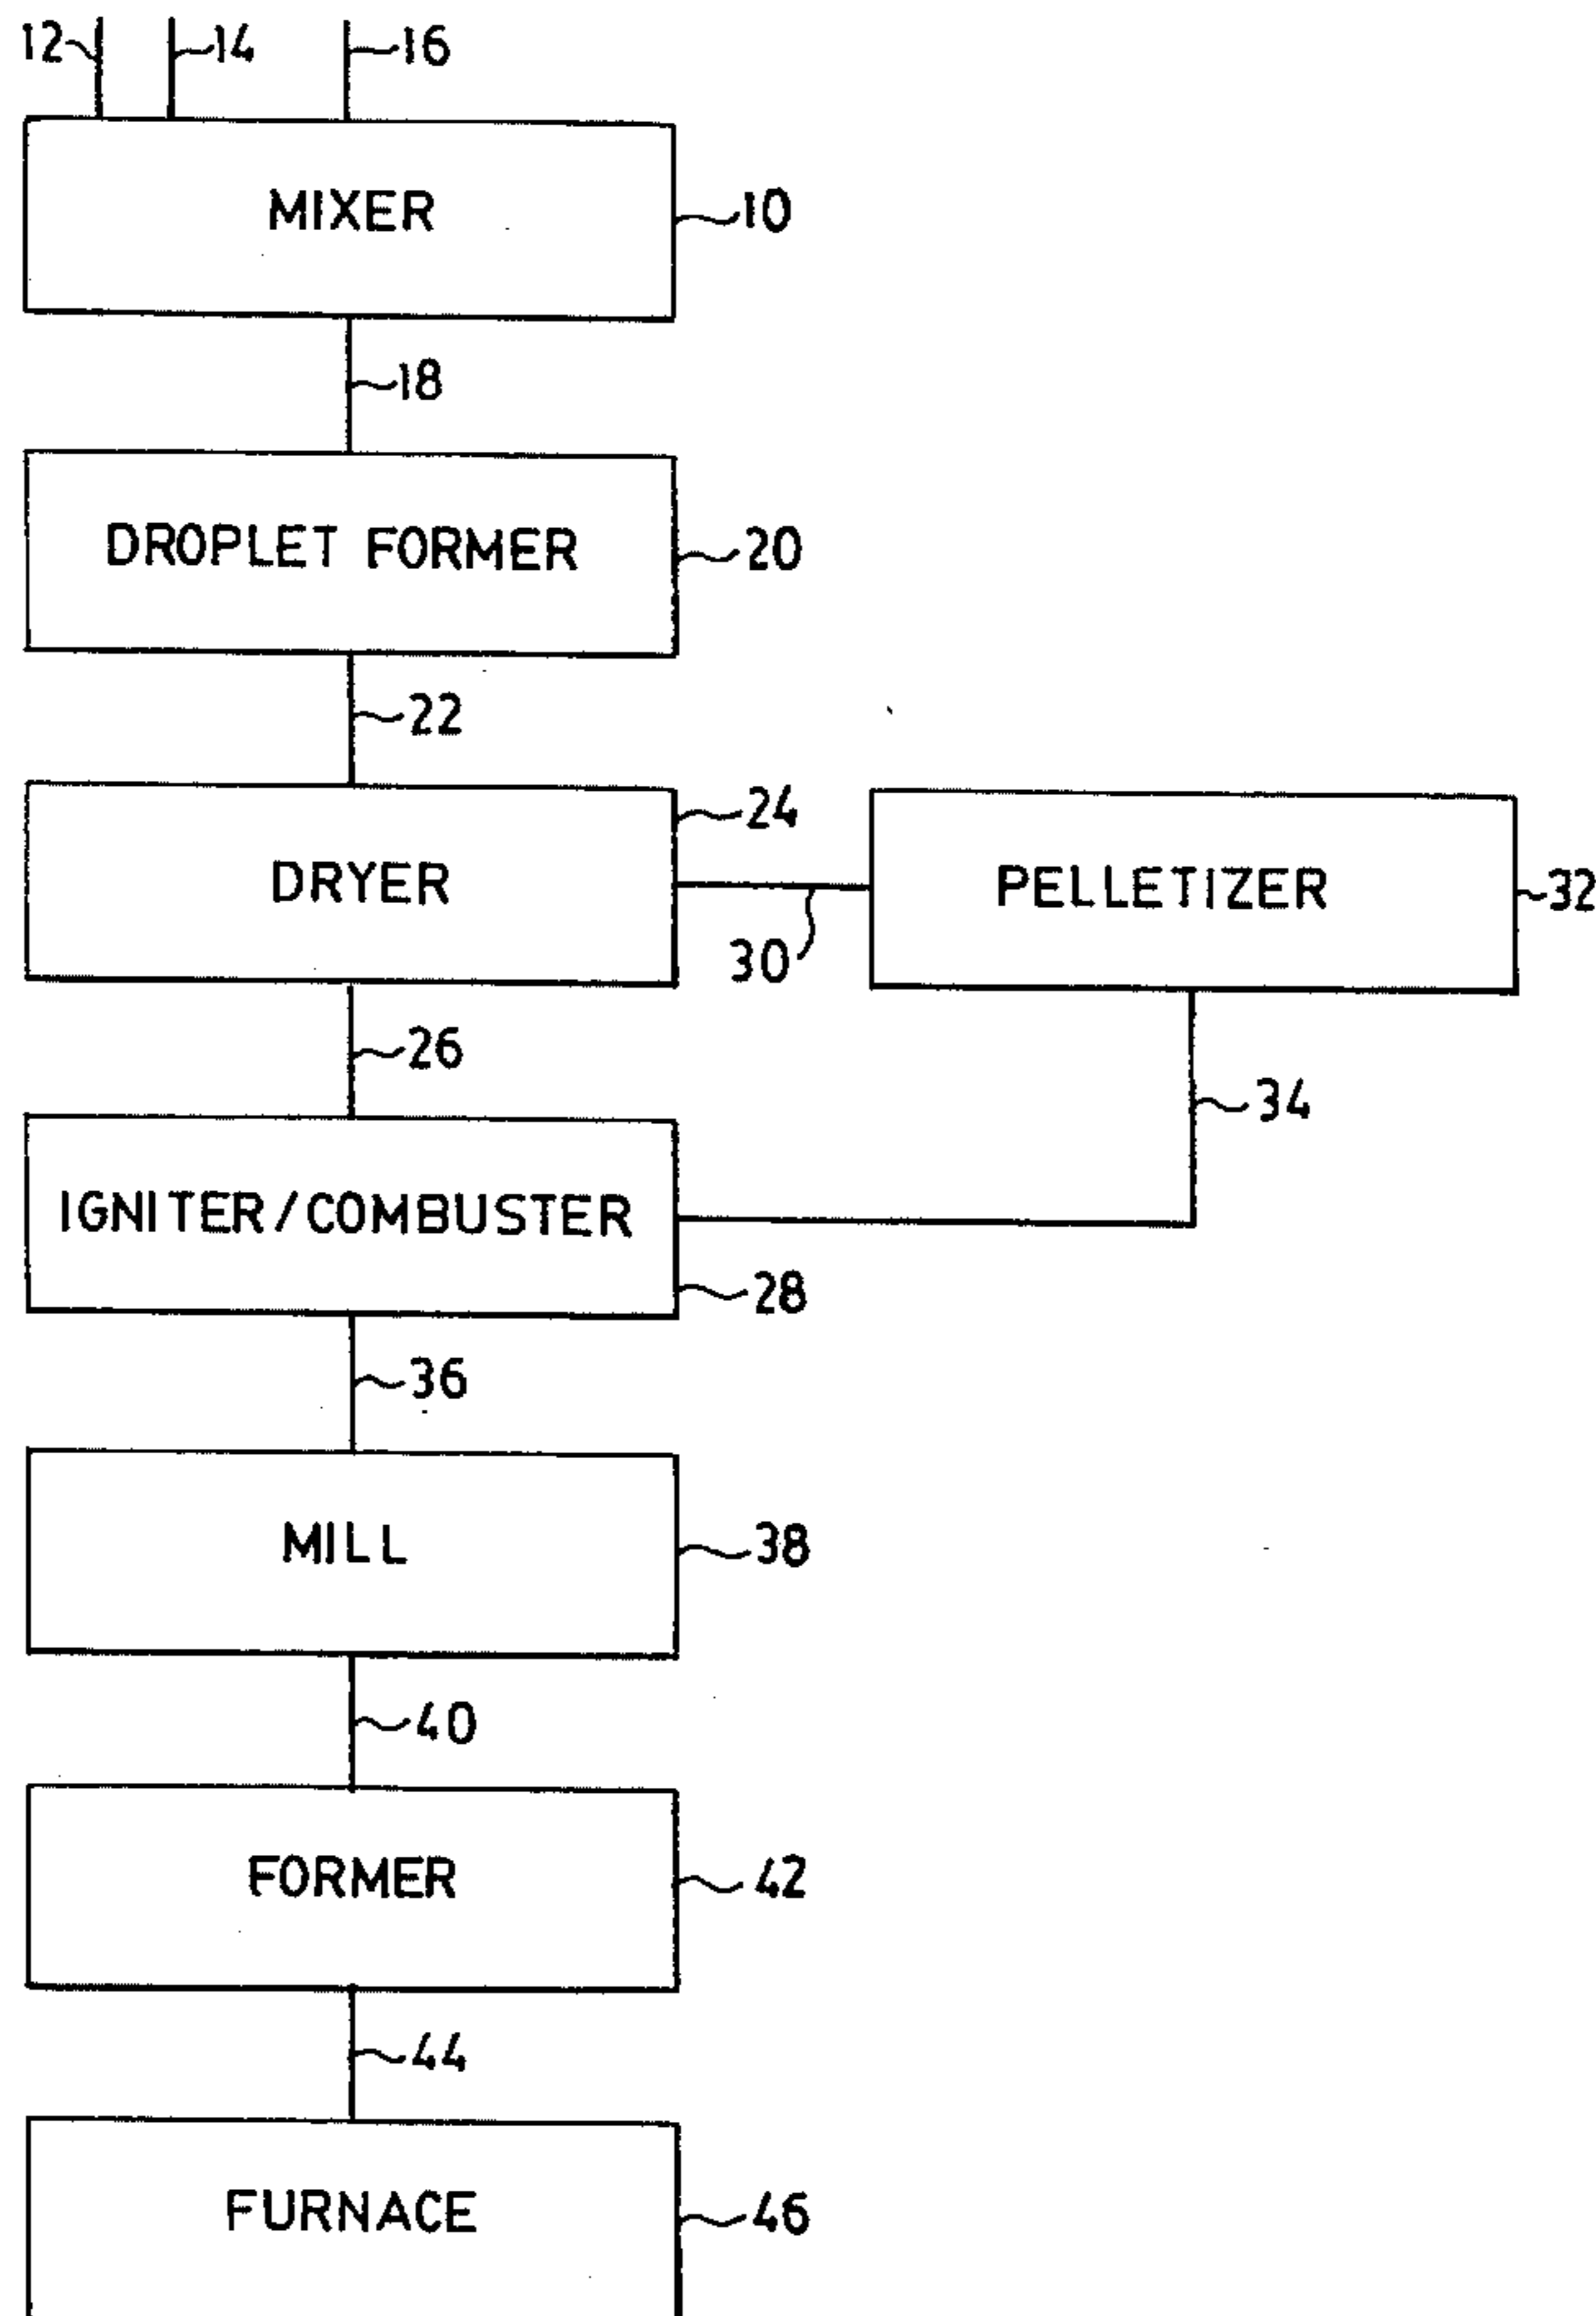 12 14 16
MIXER 10
18
DROPLET FORMER 20
22
24
DRYER PELLETIZER 32
30
26
34
IGNITER/COMBUSTER
28
36
MILL 38
40
FORMER 42
44
FURNACE 46